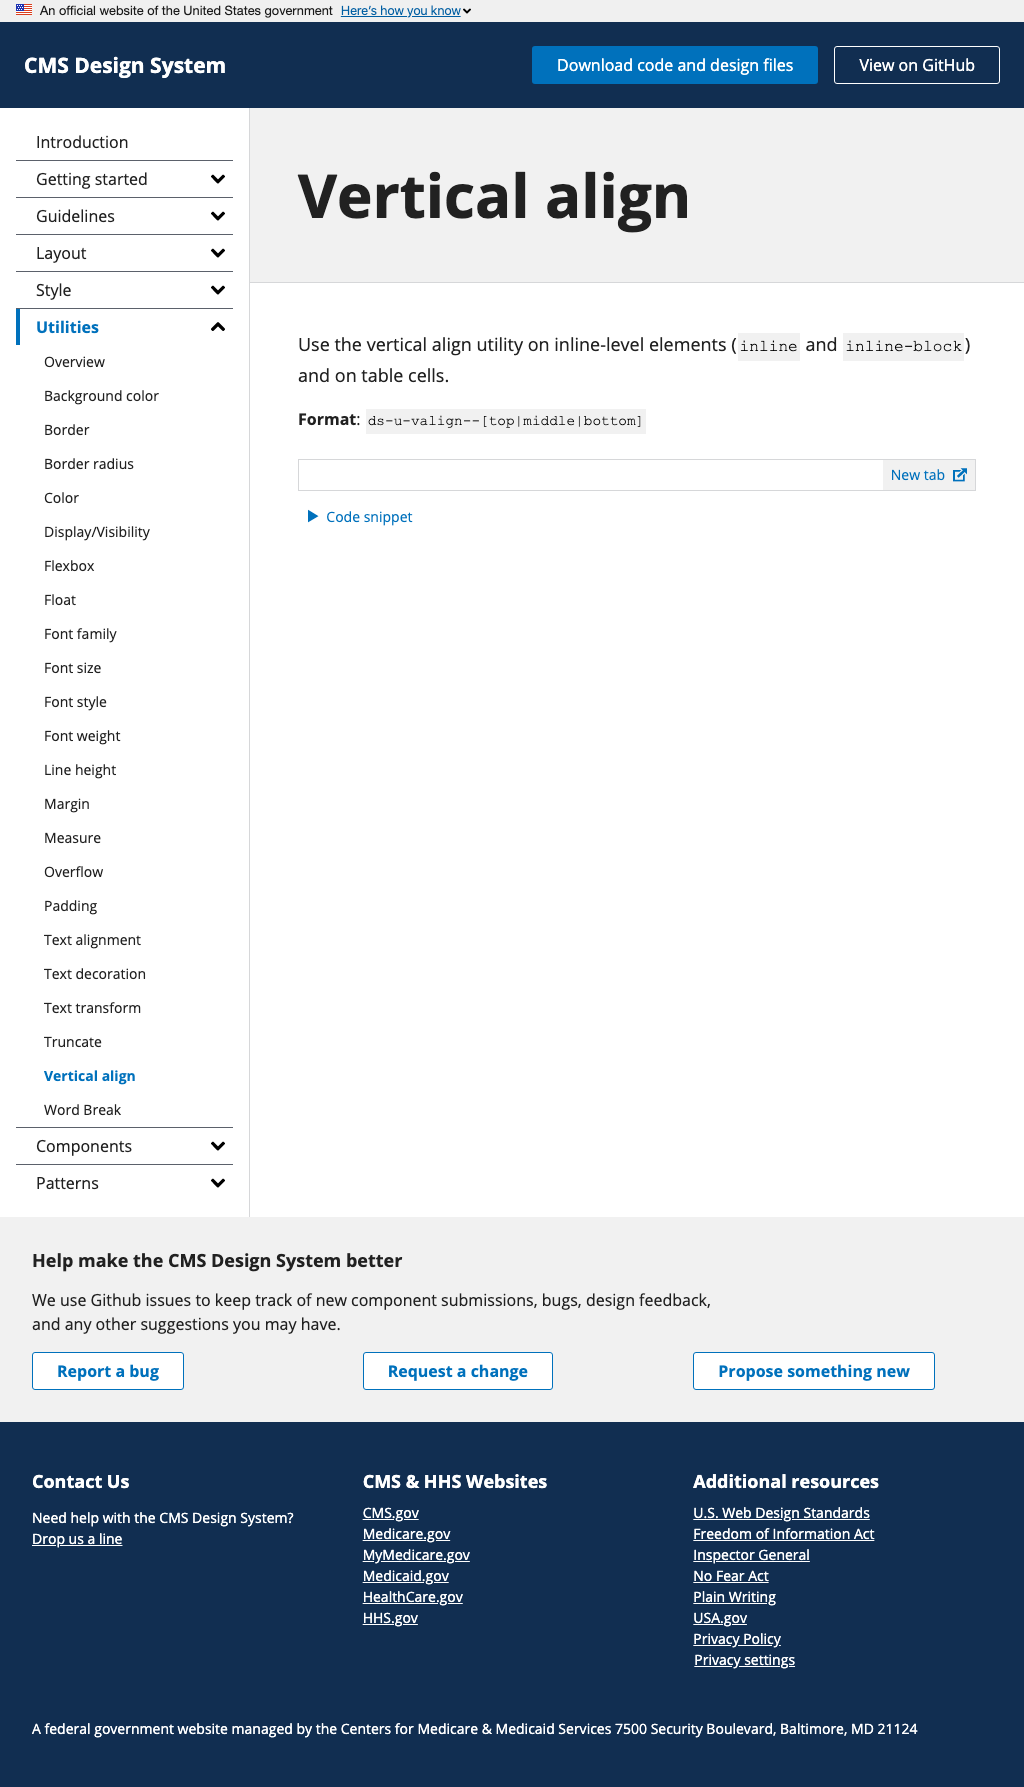 An official website of the United States government Here's how you know
CMS Design System
Download code and design files
View on GitHub
Introduction
Getting started
Guidelines
Layout
Style
Utilities
Overview
Background color
Border
Border radius
Color
Display/Visibility
Flexbox
Float
Font family
Font size
Font style
Font weight
Line height
Margin
Measure
Overflow
Padding
Text alignment
Text decoration
Text transform
Truncate
Vertical align
Word Break
Components
Patterns
Vertical align
Use the vertical align utility on inline-level elements (inline and inline-block)
and on table cells.
Format: ds-u-valign--[top|middle|bottom]
New tab
Code snippet
Help make the CMS Design System better
We use Github issues to keep track of new component submissions, bugs, design feedback,
and any other suggestions you may have.
Report a bug
Request a change
Propose something new
Contact Us
Need help with the CMS Design System?
Drop us a line
CMS & HHS Websites
CMS.gov
Medicare.gov
MyMedicare.gov
Medicaid.gov
HealthCare.gov
HHS.gov
Additional resources
U.S. Web Design Standards
Freedom of Information Act
Inspector General
No Fear Act
Plain Writing
USA.gov
Privacy Policy
Privacy settings
A federal government website managed by the Centers for Medicare & Medicaid Services 7500 Security Boulevard, Baltimore, MD 21124